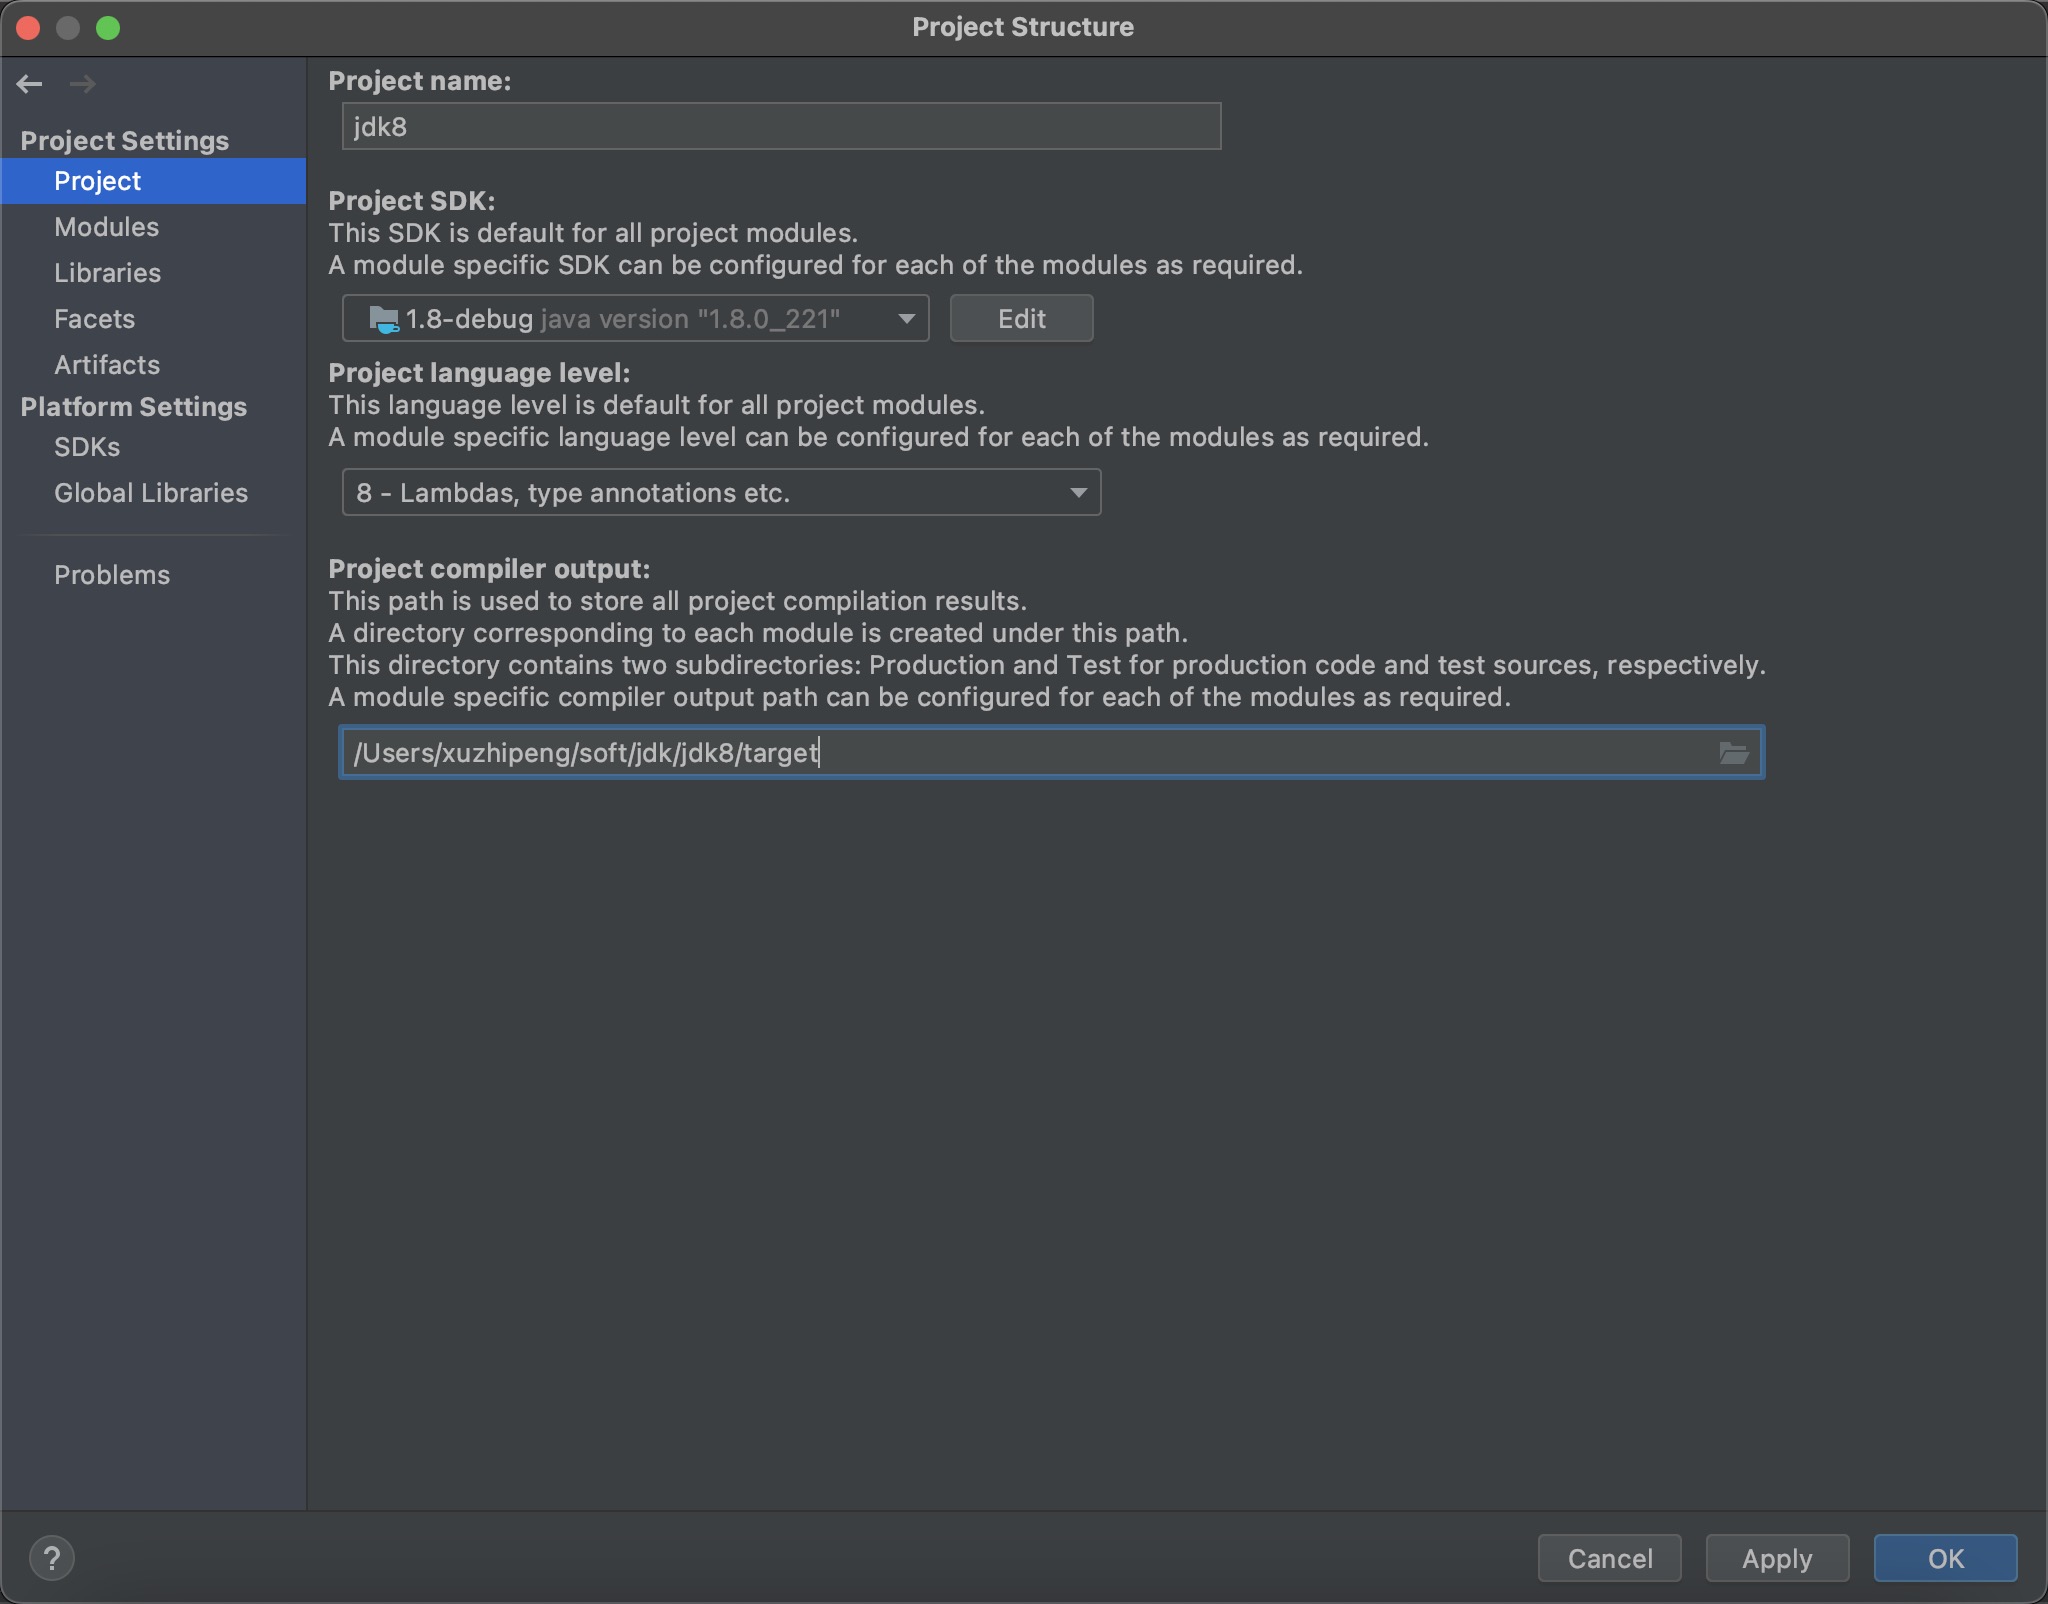 Project Structure
Project Settings
Project
Modules
Libraries
Facets
Artifacts
Platform Settings
SDKs
Global Libraries
Problems
Project name:
jdk8
Project SDK:
This SDK is default for all project modules.
A module specific SDK can be configured for each of the modules as required.
1.8-debug java version "1.8.0_221"
Edit
Project language level:
This language level is default for all project modules.
A module specific language level can be configured for each of the modules as required.
8 - Lambdas, type annotations etc.
Project compiler output:
This path is used to store all project compilation results.
A directory corresponding to each module is created under this path.
This directory contains two subdirectories: Production and Test for production code and test sources, respectively.
A module specific compiler output path can be configured for each of the modules as required.
/Users/xuzhipeng/soft/jdk/jdk8/target
?
Cancel
Apply
OK